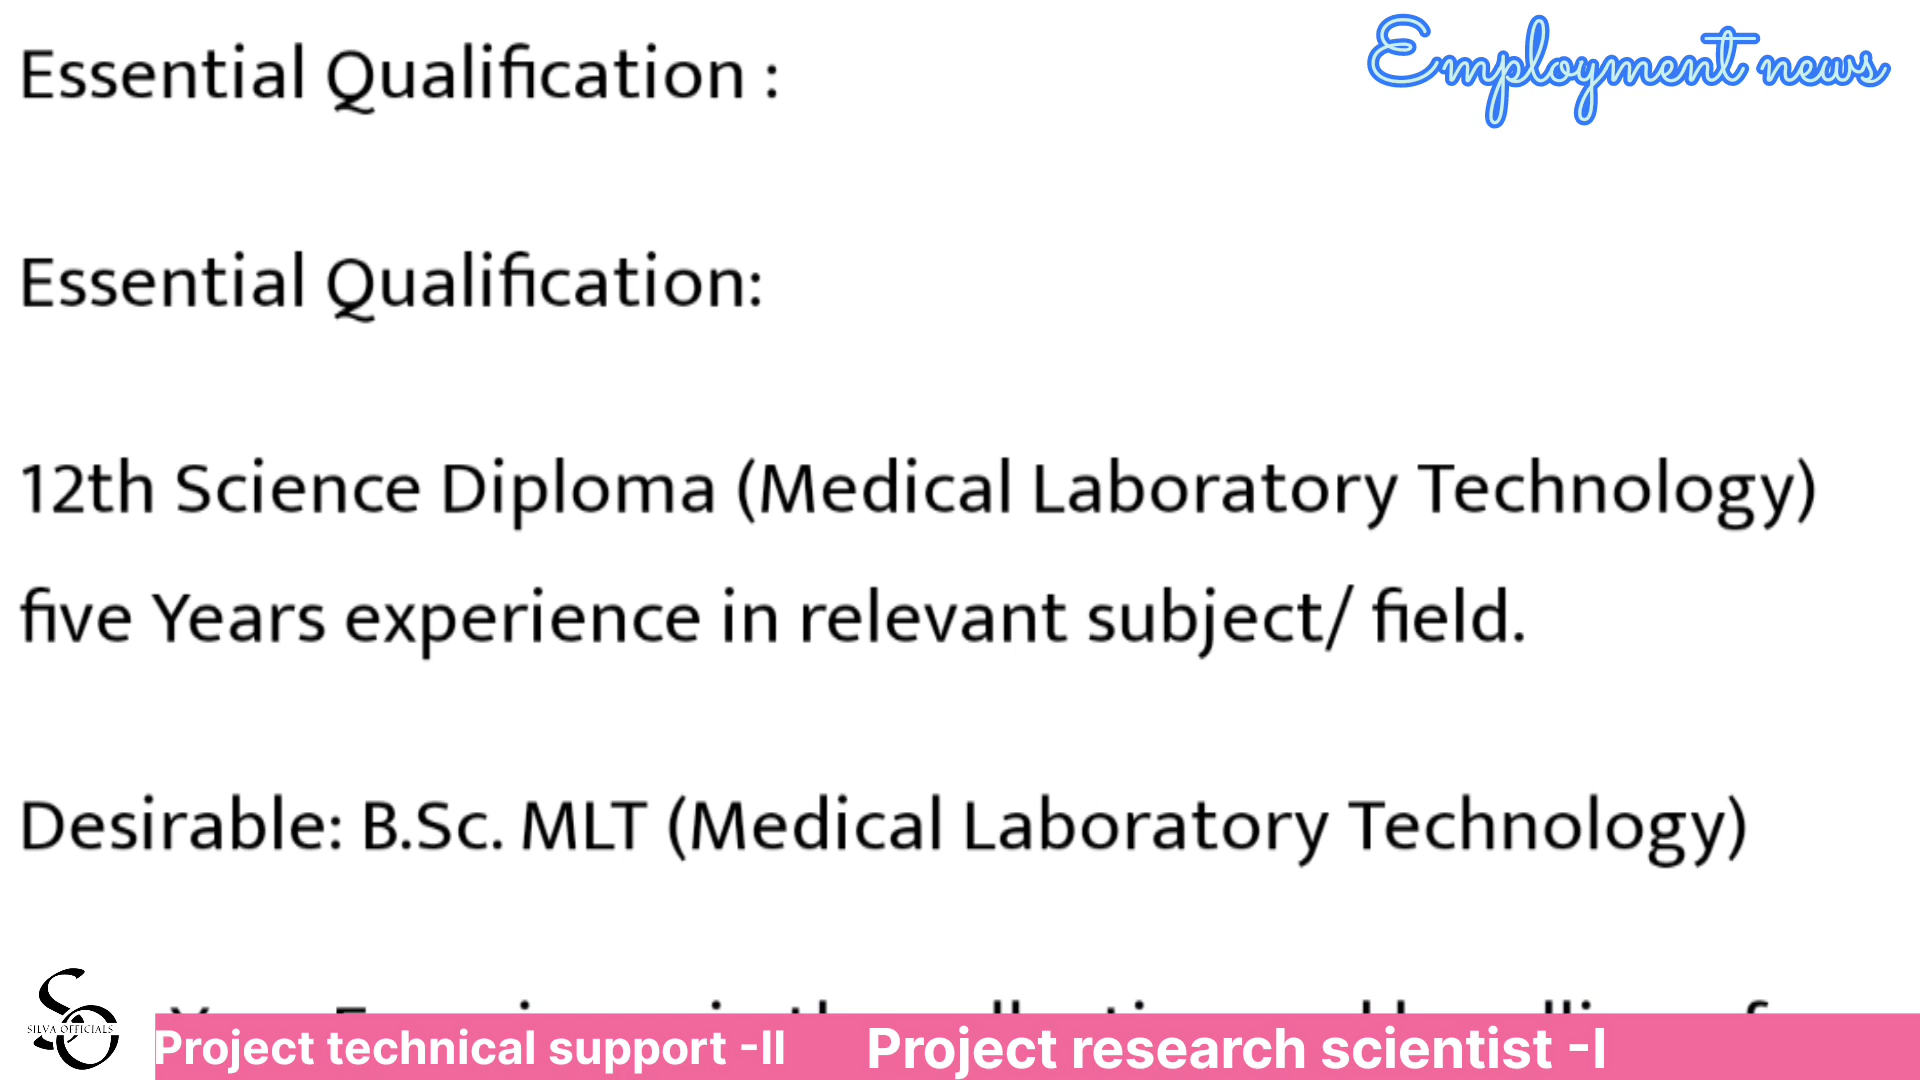 Essential Qualification :
Employment news
Essential Qualification:
12th Science Diploma (Medical Laboratory Technology)
five Years experience in relevant subject/ field.
Desirable: B.Sc. MLT (Medical Laboratory Technology)
SILVA OFFICIALS
Project technical support -II Project research scientist -I